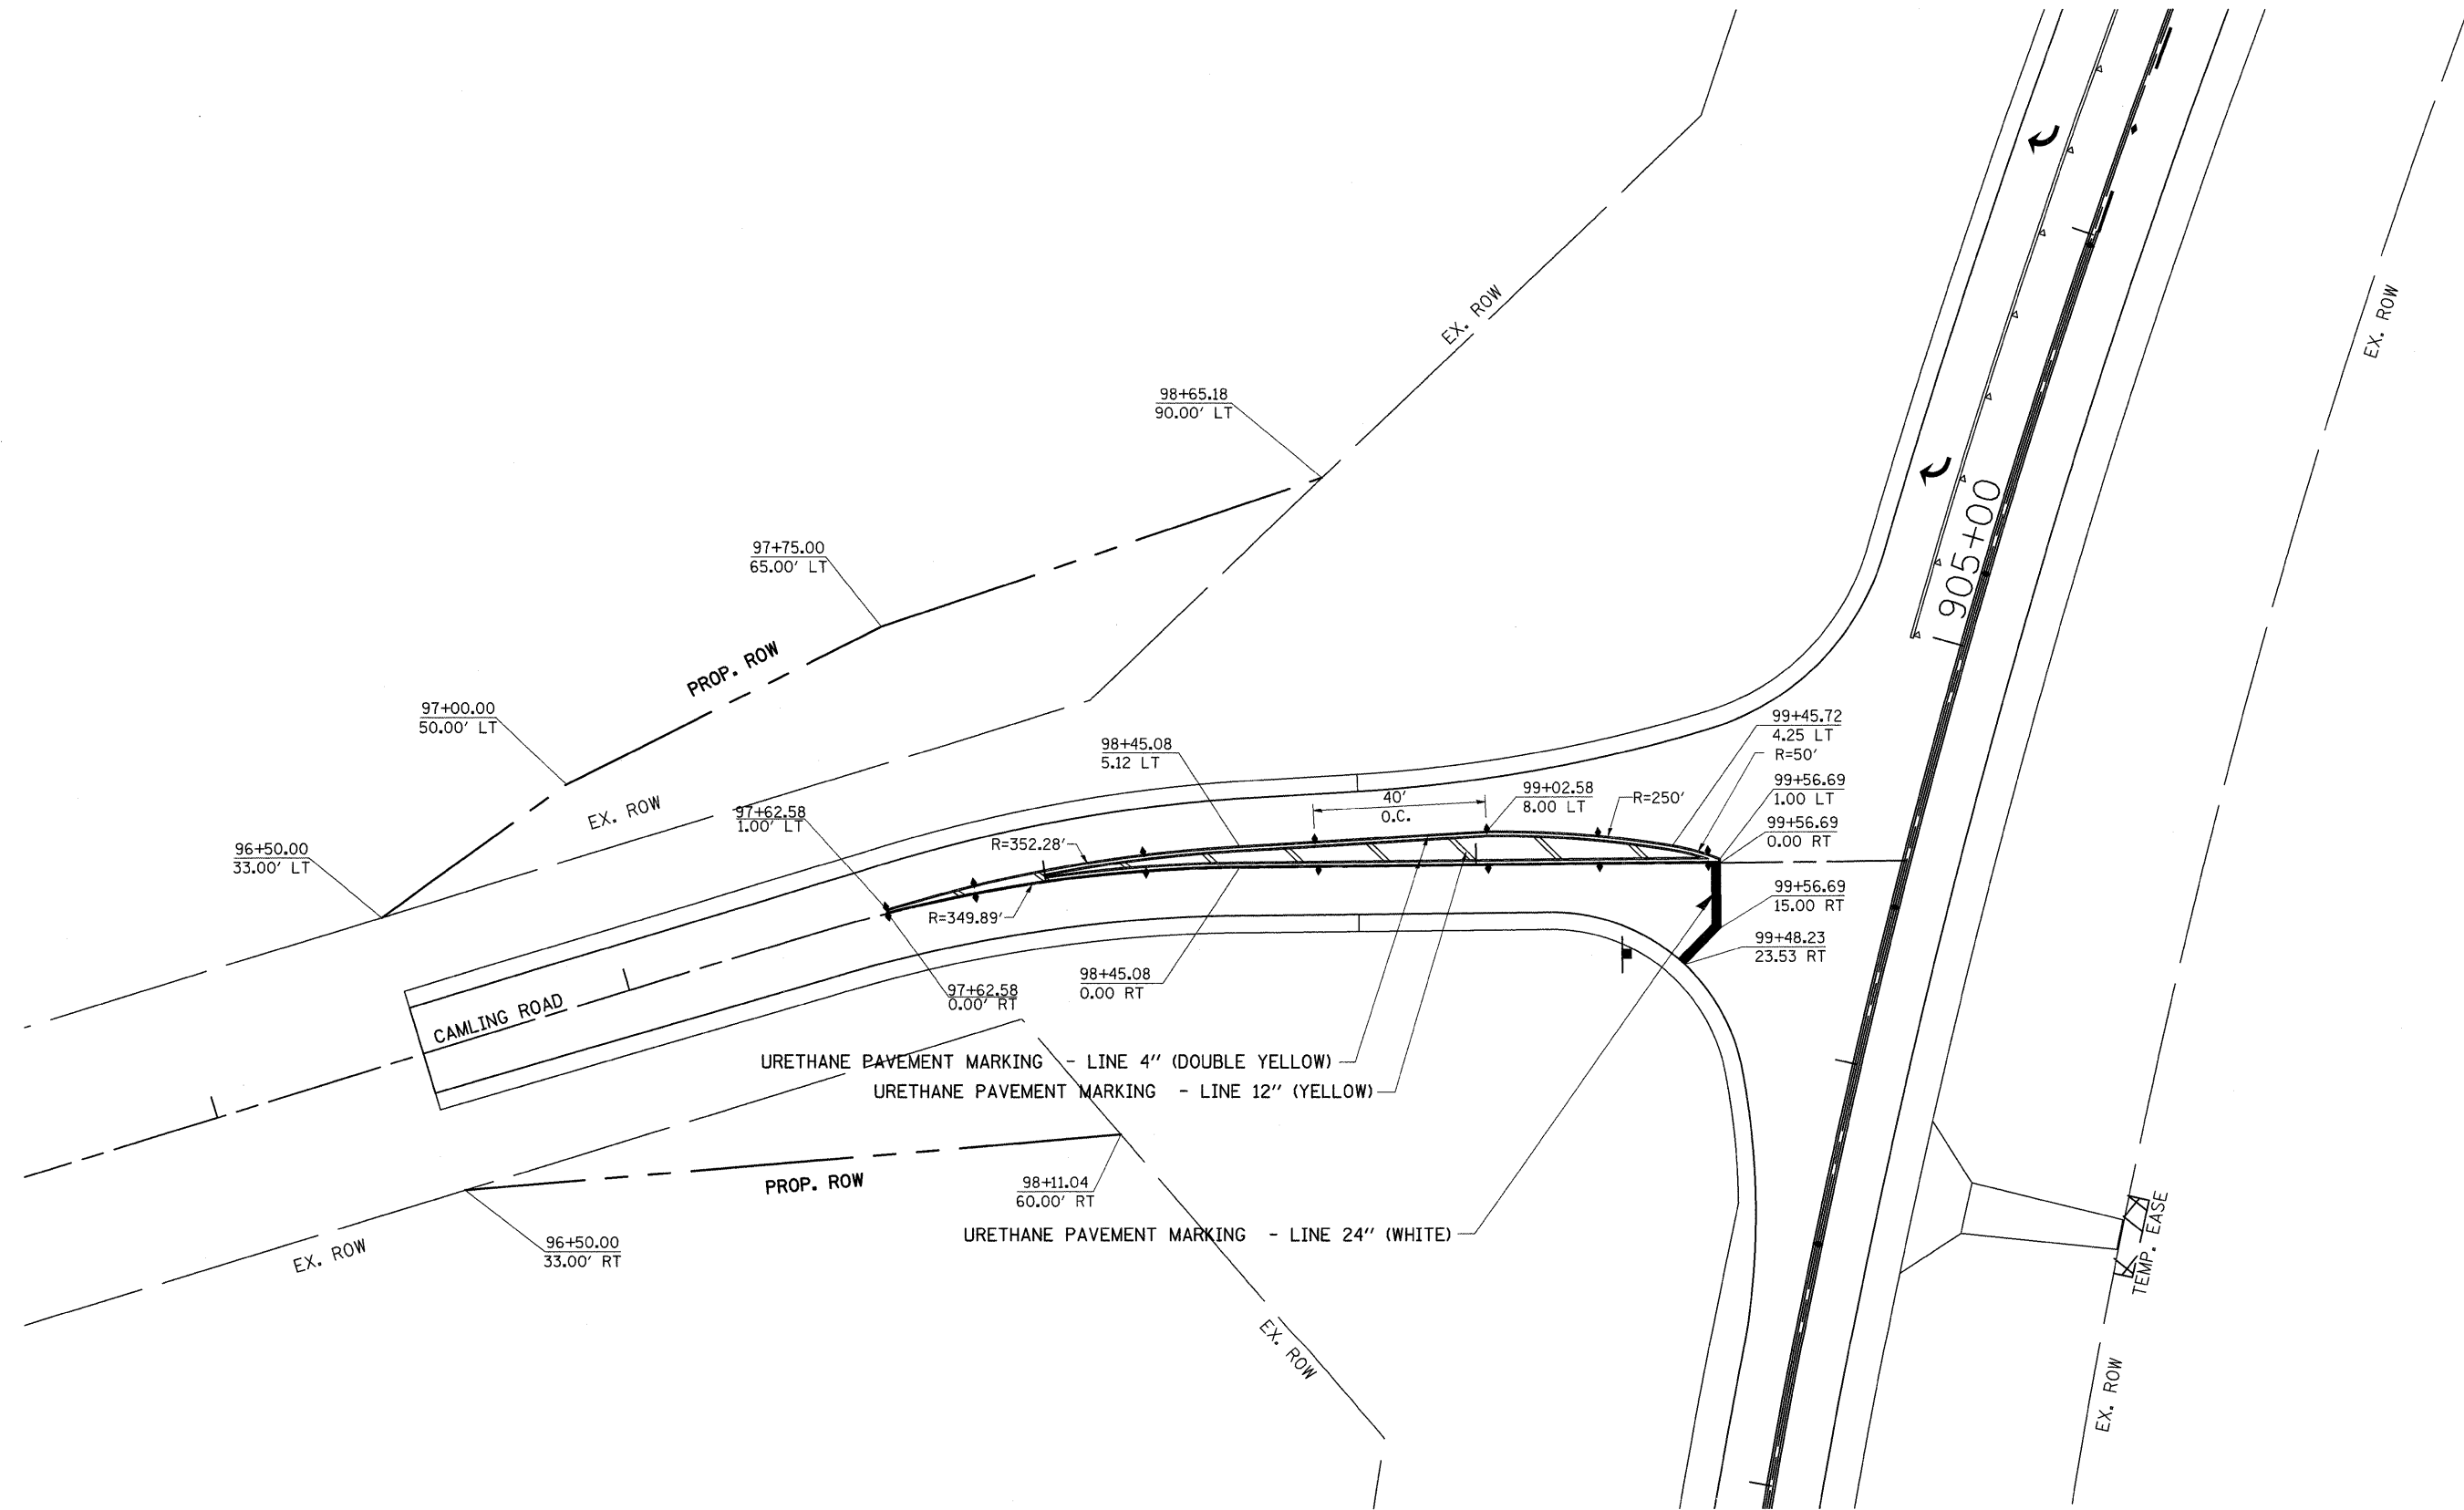 EX. ROW
EX. ROW
98+65.18
90.00' LT
905+00
97+75.00
65.00' LT
PROP. ROW
97+00.00
50.00' LT
EX. ROW
96+50.00
33.00' LT
97+62.58
1.00' LT
98+45.08
5.12 LT
R=352.28'
40'
O.C.
99+02.58
8.00 LT
R=250'
99+45.72
4.25 LT
R=50'
99+56.69
1.00 LT
99+56.69
0.00 RT
99+56.69
15.00 RT
99+48.23
23.53 RT
R=349.89'
98+45.08
0.00 RT
97+62.58
0.00' RT
CAMLING ROAD
URETHANE PAVEMENT MARKING - LINE 4" (DOUBLE YELLOW)
URETHANE PAVEMENT MARKING - LINE 12" (YELLOW)
PROP. ROW
98+11.04
60.00' RT
URETHANE PAVEMENT MARKING - LINE 24" (WHITE)
96+50.00
33.00' RT
EX. ROW
EX. ROW
TEMP. EASE
EX. ROW